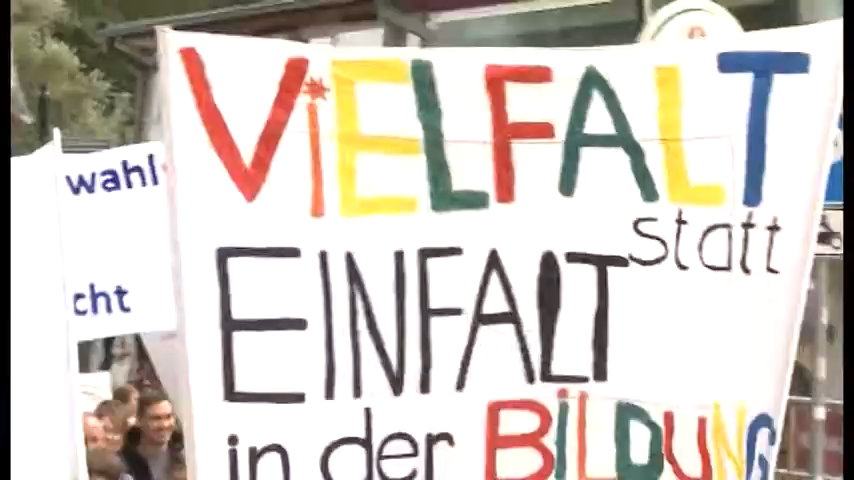 ViELFALT
statt
EINFALT
in der BiLDUNG
wahl
cht